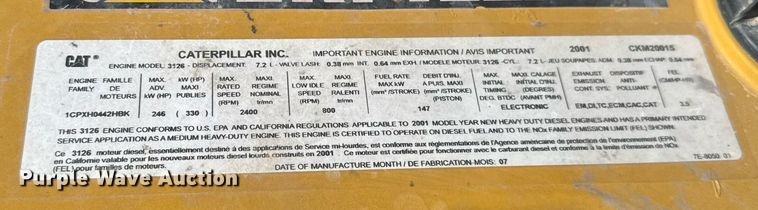 CAT CATERPILLAR INC. IMPORTANT ENGINE INFORMATION / AVIS IMPORTANT 2001 CKM20015
ENGINE MODEL: 3126 - DISPLACEMENT. 7.2 L - VALVE LASH: 0.38 mm INT. 0.64 mm EXH. / MODELE MOTEUR: 3126 -CYL. 7.2 L-JEU SOUPAPES: ADM. 0.38 mm ECHAP. 0.64 mm
ENGINE FAMILLE MAX. kW (HP) MAXI. MAXI. MAX. MAXI. FUEL RATE DEBIT D'INJ. MAX. MAXI. CALAGE EXHAUST DISPOSITIF FEL
FAMILY DE ADV. kW (HP) RATED REGIME LOW IDLE REGIME MAX kW A PUIS. MAXI INITIAL INITIAL D'INJ. EMISSION ANTI-
MOTEURS PUBLIES SPEED NOMINAL SPEED RALENTI (mm³/STROKE) (mm³ /STROKE) TIMING DEGRES CONT. SYS. POLLUANT
(RPM) tr/mn (RPM) tr/mn (PISTON) DEG. BTDC (AVANT PMH)
1CPXH0442HBK 246 ( 330 ) 2400 800 147 ELECTRONIC EM,DI,TC,ECM,CAC,CAT 3.9
THIS 3126 ENGINE CONFORMS TO U.S. EPA AND CALIFORNIA REGULATIONS APPLICABLE TO 2001 MODEL YEAR NEW HEAVY DUTY DIESEL ENGINES AND HAS A PRIMARY INTENDED
SERVICE APPLICATION AS A MEDIUM HEAVY-DUTY ENGINE. THIS ENGINE IS CERTIFIED TO OPERATE ON DIESEL FUEL AND TO THE NOx FAMILY EMISSION LIMIT (FEL) SHOWN.
Ce 3126 moteur diesel, essentiellement destiné à des applications de Service mi-lourdes, est conforme aux réglementations de l'Agence américaine de protection de l'environnement (EPA)
en Californie valable pour les nouveaux moteurs diesel lourds construits en 2001 . Ce moteur est certifié pour fonctionner avec le carburant diesel et conforme à la limite d'émission de NOx
(FEL) pour familles de moteurs.
DATE OF MANUFACTURE MONTH / DE FABRICATION-MOIS: 07 7E-8050 01
Purple Wave Auction